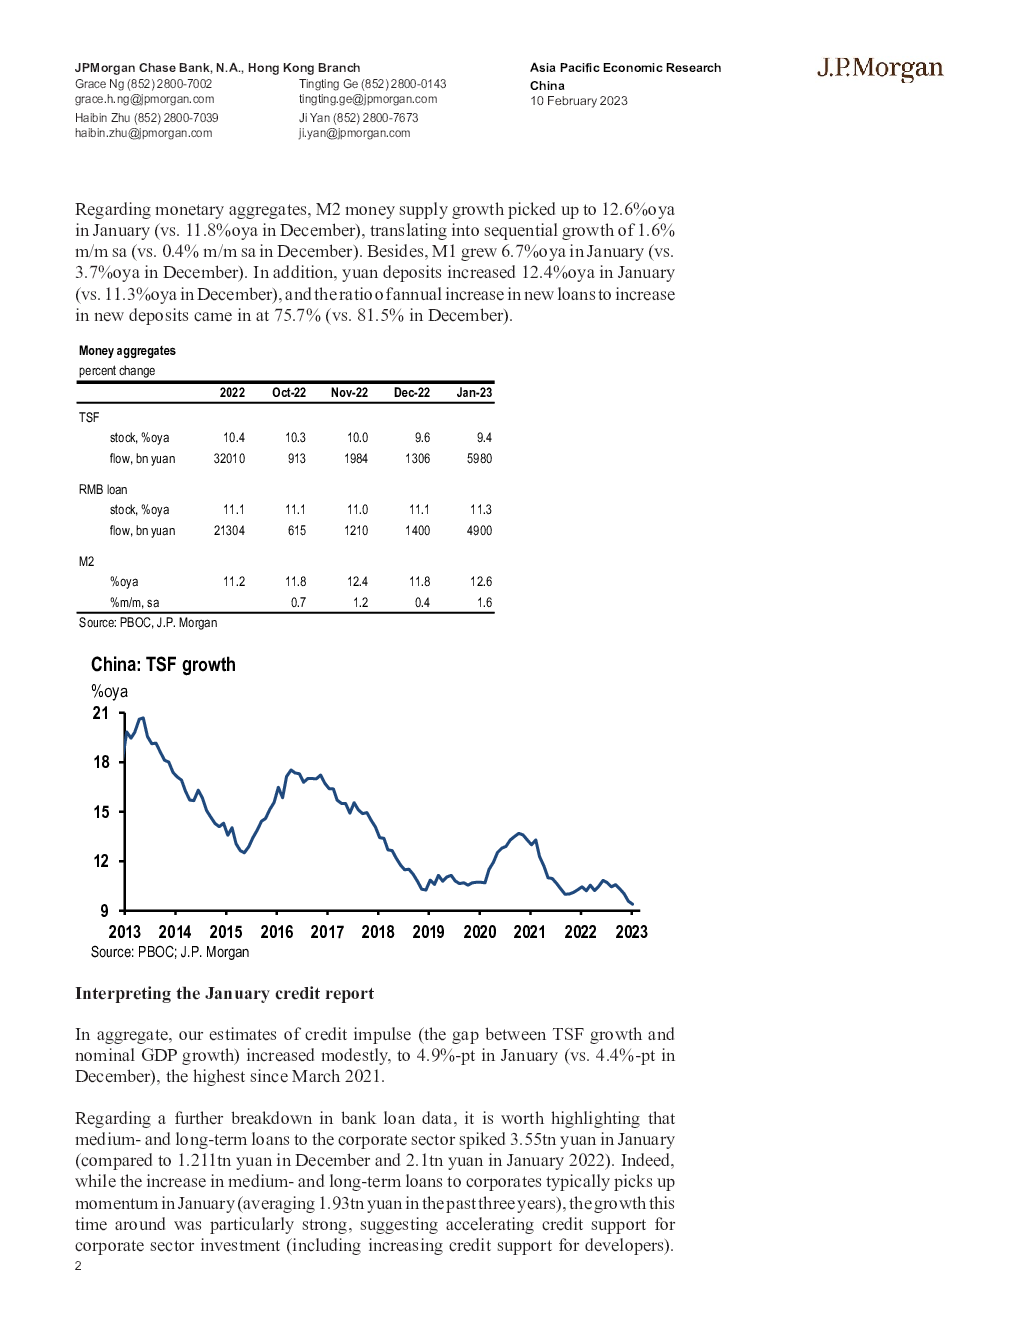 JPMorgan Chase Bank, N.A., Hong Kong Branch
Grace Ng (852) 2800-7002
grace.h.ng@jpmorgan.com
Haibin Zhu (852) 2800-7039
haibin.zhu@jpmorgan.com
Tingting Ge (852) 2800-0143
tingting.ge@jpmorgan.com
Ji Yan (852) 2800-7673
ji.yan@jpmorgan.com
Asia Pacific Economic Research
China
10 February 2023
J.P.Morgan
Regarding monetary aggregates, M2 money supply growth picked up to 12.6%oya
in January (vs. 11.8%oya in December), translating into sequential growth of 1.6%
m/m sa (vs. 0.4% m/m sa in December). Besides, M1 grew 6.7%oya in January (vs.
3.7%oya in December). In addition, yuan deposits increased 12.4%oya in January
(vs. 11.3%oya in December), and the ratio of annual increase in new loans to increase
in new deposits came in at 75.7% (vs. 81.5% in December).
Money aggregates
percent change
2022 Oct-22 Nov-22 Dec-22 Jan-23
TSF
stock, %oya 10.4 10.3 10.0 9.6 9.4
flow, bn yuan 32010 913 1984 1306 5980
RMB loan
stock, %oya 11.1 11.1 11.0 11.1 11.3
flow, bn yuan 21304 615 1210 1400 4900
M2
%oya 11.2 11.8 12.4 11.8 12.6
%m/m, sa 0.7 1.2 0.4 1.6
Source: PBOC, J.P. Morgan
China: TSF growth
%oya
21
18
15
12
9
2013 2014 2015 2016 2017 2018 2019 2020 2021 2022 2023
Source: PBOC; J.P. Morgan
Interpreting the January credit report
In aggregate, our estimates of credit impulse (the gap between TSF growth and
nominal GDP growth) increased modestly, to 4.9%-pt in January (vs. 4.4%-pt in
December), the highest since March 2021.
Regarding a further breakdown in bank loan data, it is worth highlighting that
medium- and long-term loans to the corporate sector spiked 3.55tn yuan in January
(compared to 1.211tn yuan in December and 2.1tn yuan in January 2022). Indeed,
while the increase in medium- and long-term loans to corporates typically picks up
momentum in January (averaging 1.93tn yuan in the past three years), the growth this
time around was particularly strong, suggesting accelerating credit support for
corporate sector investment (including increasing credit support for developers).
2